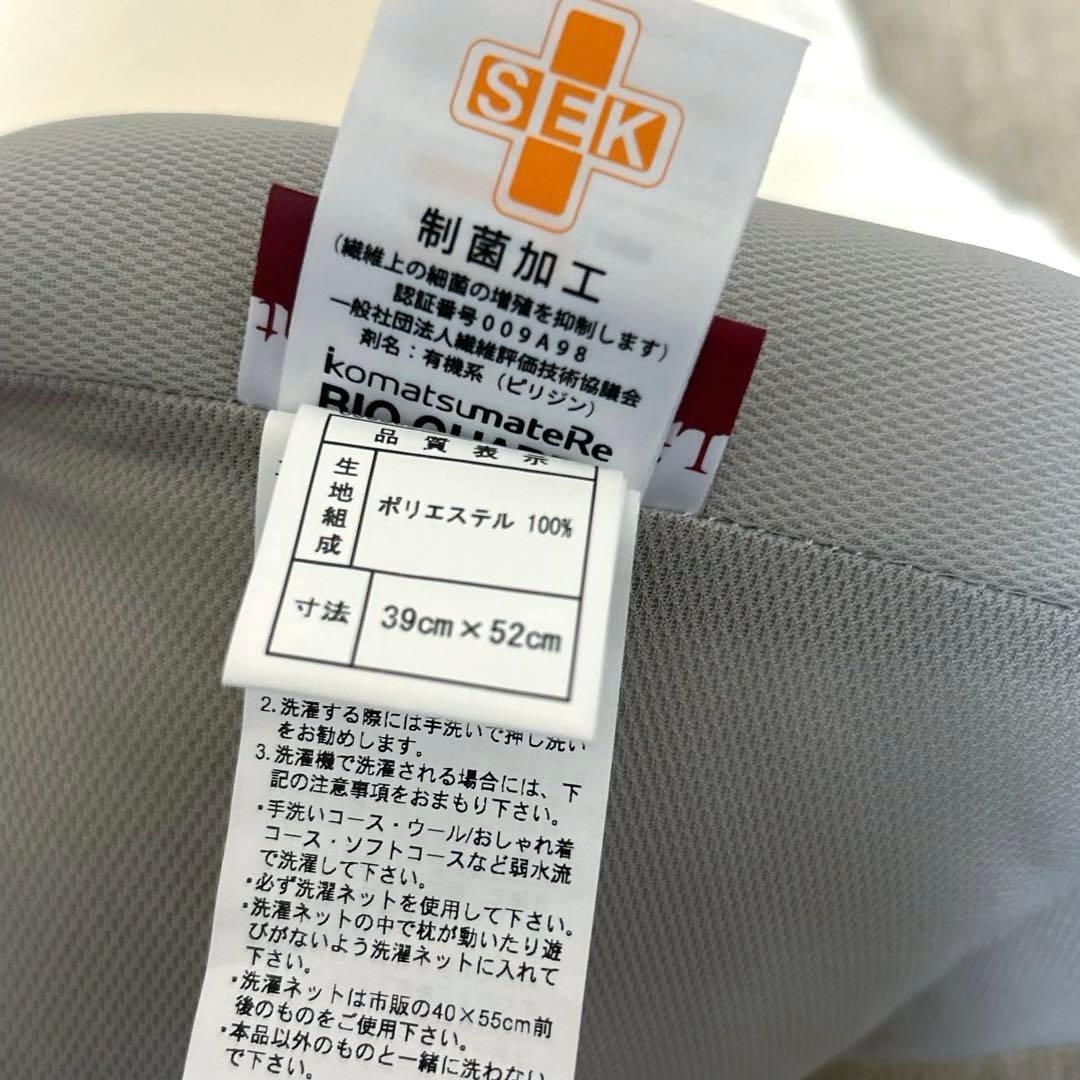 SEK
制菌加工
(繊維上の細菌の増殖を抑制します)
認証番号009A98
一般社団法人繊維評価技術協議会
剤名：有機系（ピリジン）
komatsumateRe
品質表示
生地組成
ポリエステル 100%
寸法
39cm×52cm
2.洗濯する際には手洗いで押し洗い
をお勧めします。
3.洗濯機で洗濯される場合には、下
記の注意事項をおまもり下さい。
・手洗いコース・ウール/おしゃれ着
コース・ソフトコースなど弱水流
で洗濯して下さい。
・必ず洗濯ネットを使用して下さい。
・洗濯ネットの中で枕が動いたり遊
びがないよう洗濯ネットに入れて
下さい。
・洗濯ネットは市販の40×55cm前
後のものをご使用下さい。
・本品以外のものと一緒に洗わない
で下さい。